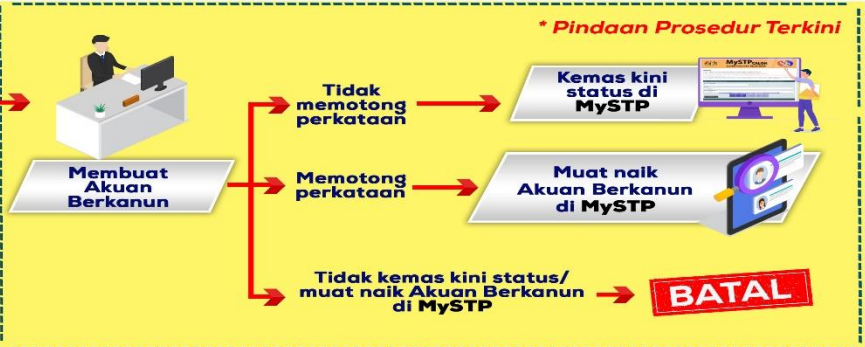 * Pindaan Prosedur Terkini
Membuat
Akuan
Berkanun
Tidak
memotong
perkataan
Kemas kini
status di
MySTP
MySTP
Memotong
perkataan
Muat naik
Akuan Berkanun
di MySTP
Tidak kemas kini status/
muat naik Akuan Berkanun
di MySTP
BATAL